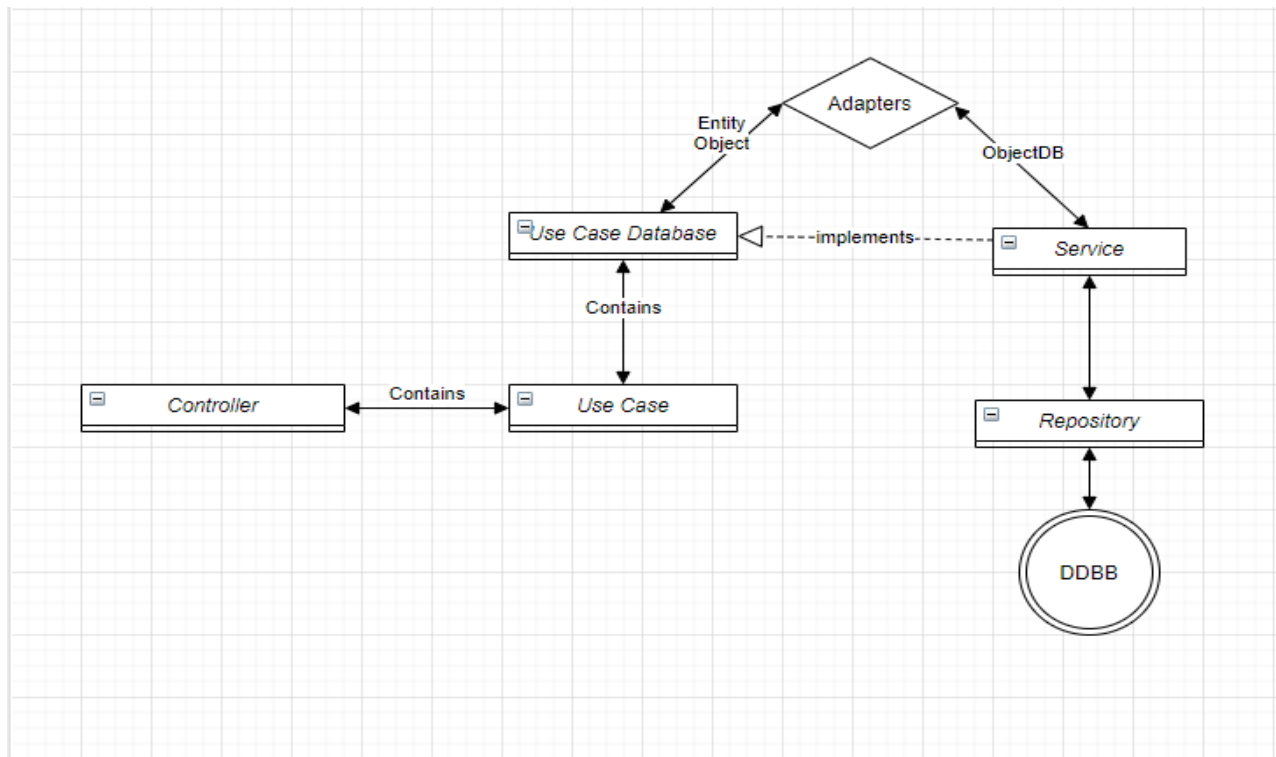 Adapters
Entity
Object
ObjectDB
Use Case Database
implements
Service
Contains
Controller
Contains
Use Case
Repository
DDBB